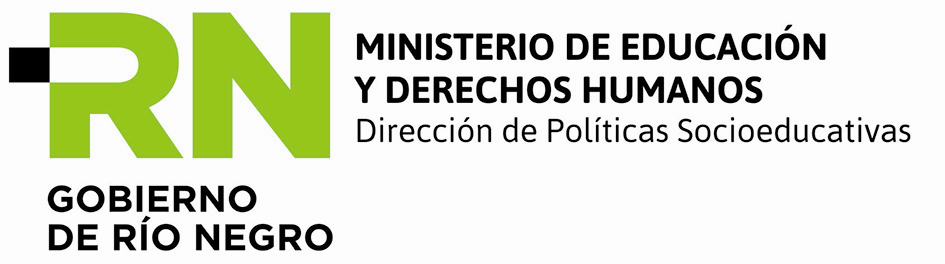 RN
GOBIERNO
DE RÍO NEGRO
MINISTERIO DE EDUCACIÓN
Y DERECHOS HUMANOS
Dirección de Políticas Socioeducativas